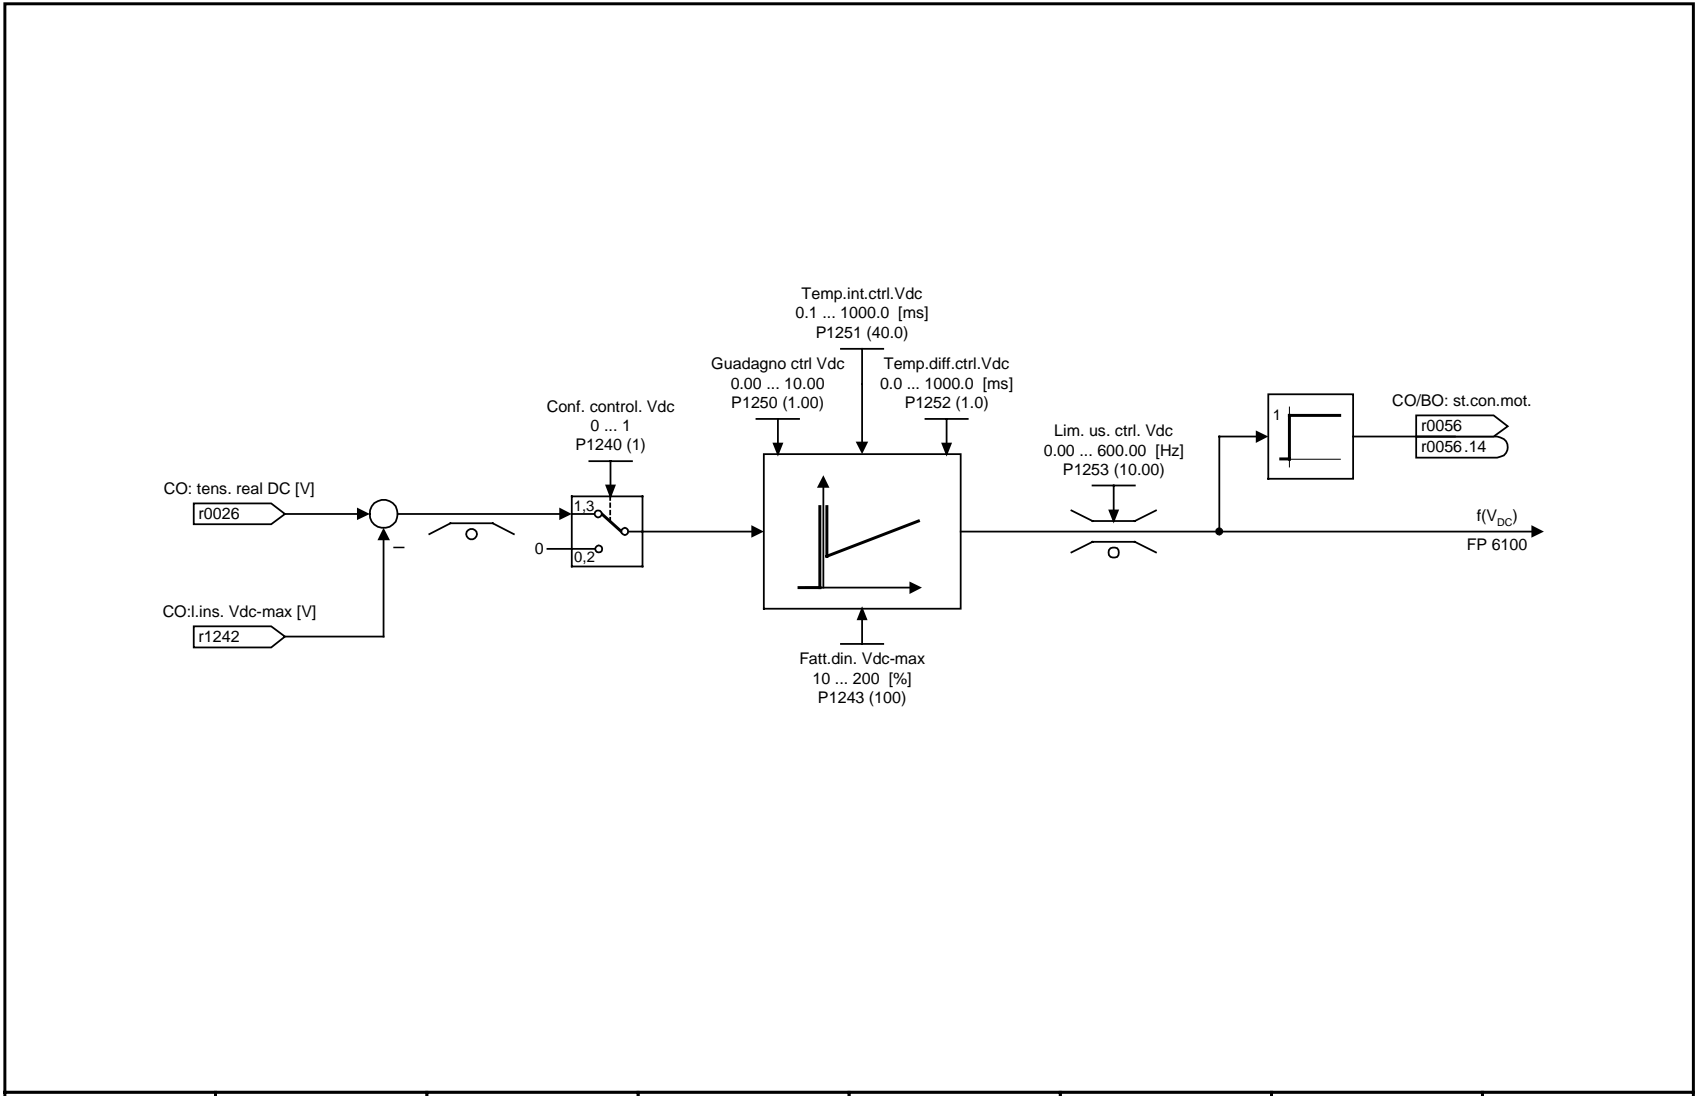 Temp.int.ctrl.Vdc
0.1 ... 1000.0 [ms]
P1251 (40.0)
Guadagno ctrl Vdc
0.00 ... 10.00
P1250 (1.00)
Temp.diff.ctrl.Vdc
0.0 ... 1000.0 [ms]
P1252 (1.0)
Conf. control. Vdc
0 ... 1
P1240 (1)
Lim. us. ctrl. Vdc
0.00 ... 600.00 [Hz]
P1253 (10.00)
1
CO/BO: st.con.mot.
r0056
r0056.14
CO: tens. real DC [V]
r0026
1,3
0
0,2
–
f(VDC)
FP 6100
CO:l.ins. Vdc-max [V]
r1242
Fatt.din. Vdc-max
10 ... 200 [%]
P1243 (100)